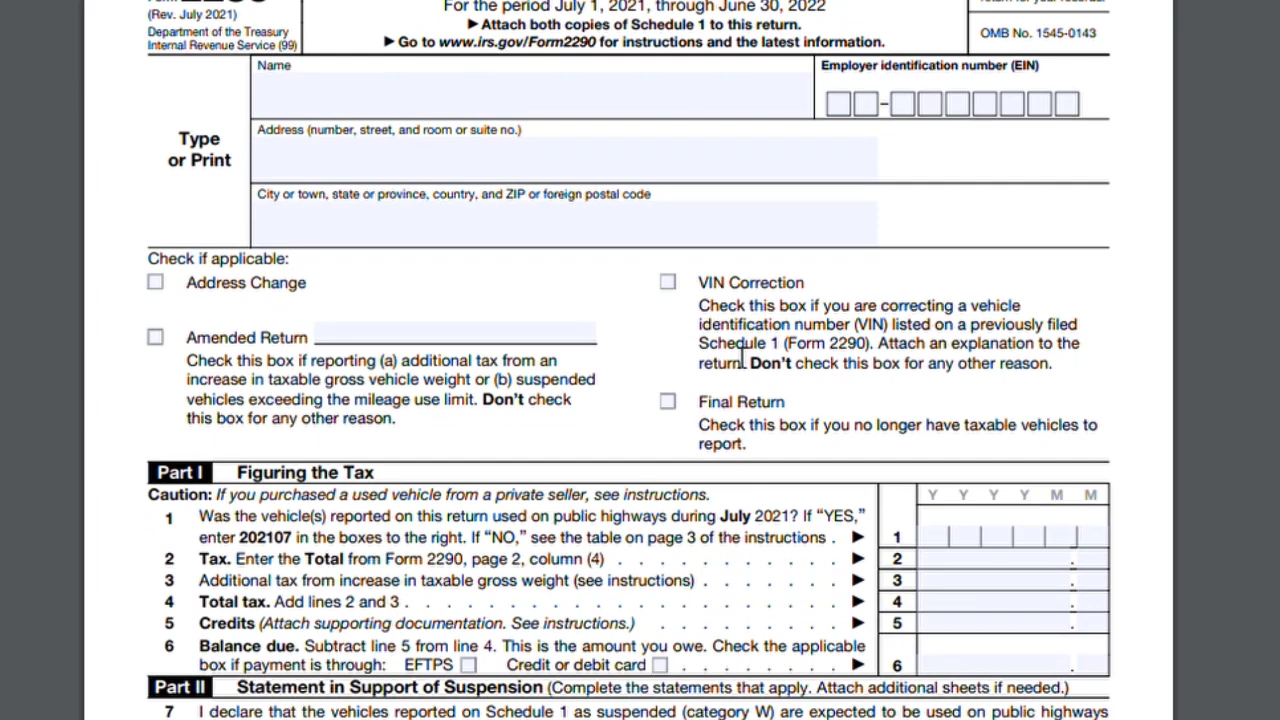 (Rev. July 2021)
Department of the Treasury
Internal Revenue Service (99)
For the period July 1, 2021, through June 30, 2022
▶ Attach both copies of Schedule 1 to this return.
▶ Go to www.irs.gov/Form2290 for instructions and the latest information.
OMB No. 1545-0143
Type
or Print
Name
Employer identification number (EIN)
–
Address (number, street, and room or suite no.)
City or town, state or province, country, and ZIP or foreign postal code
Check if applicable:
Address Change
Amended Return
Check this box if reporting (a) additional tax from an
increase in taxable gross vehicle weight or (b) suspended
vehicles exceeding the mileage use limit. Don’t check
this box for any other reason.
VIN Correction
Check this box if you are correcting a vehicle
identification number (VIN) listed on a previously filed
Schedule 1 (Form 2290). Attach an explanation to the
return. Don’t check this box for any other reason.
Final Return
Check this box if you no longer have taxable vehicles to
report.
Part I Figuring the Tax
Caution: If you purchased a used vehicle from a private seller, see instructions.
Y Y Y Y M M
1 Was the vehicle(s) reported on this return used on public highways during July 2021? If “YES,”
enter 202107 in the boxes to the right. If “NO,” see the table on page 3 of the instructions . ▶ 1
2 Tax. Enter the Total from Form 2290, page 2, column (4) . . . . . . . . . ▶ 2 .
3 Additional tax from increase in taxable gross weight (see instructions) . . . . . ▶ 3 .
4 Total tax. Add lines 2 and 3 . . . . . . . . . . . . . . . . . ▶ 4 .
5 Credits (Attach supporting documentation. See instructions.) . . . . . . . ▶ 5 .
6 Balance due. Subtract line 5 from line 4. This is the amount you owe. Check the applicable
box if payment is through: EFTPS Credit or debit card . . . . . . ▶ 6 .
Part II Statement in Support of Suspension (Complete the statements that apply. Attach additional sheets if needed.)
7 I declare that the vehicles reported on Schedule 1 as suspended (category W) are expected to be used on public highways